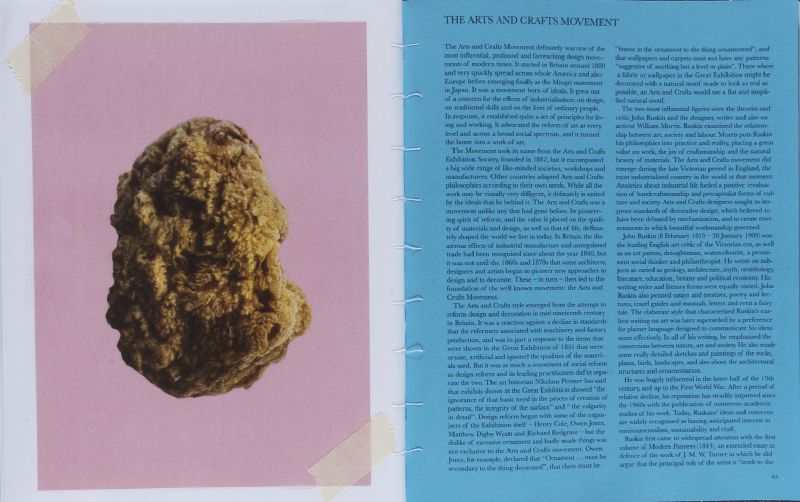 THE ARTS AND CRAFTS MOVEMENT
The Arts and Crafts Movement definately was one of the
most influential, profound and farreaching design move-
ments of modern times. It started in Britain around 1880
and very quickly spread across whole America and also
Europe before emerging finally as the Mingei movement
in Japan. It was a movement born of ideals. It grew out
of a concern for the effects of industrialisation: on design,
on traditional skills and on the lives of ordinary people.
In response, it established quite a set of principles for liv-
ing and working. It advocated the reform of art at every
level and across a broad social spectrum, and it turned
the home into a work of art.
The Movement took its name from the Arts and Crafts
Exhibition Society, founded in 1887, but it encompassed
a big wide range of like-minded societies, workshops and
manufacturers. Other countries adapted Arts and Crafts
philosophies according to their own needs. While all the
work may be visually very different, it definately is united
by the ideals that lie behind it. The Arts and Crafts was a
movement unlike any that had gone before. In its pioneer-
ing spirit of reform, and the value it placed on the quality
of materials and design, as well as that of life, defina-
tely shaped the world we live in today. In Britain the dis-
astrous effects of industrial manufacture and unregulated
trade had been recognised since about the year 1840, but
it was not until the 1860s and 1870s that some architects,
designers and artists began to pioneer new approaches to
design and to decorate. These – in turn – then led to the
foundation of the well known movement: the Arts and
Crafts Movement.
The Arts and Crafts style emerged from the attempt to
reform design and decoration in mid nineteenth century
in Britain. It was a reaction against a decline in standards
that the reformers associated with machinery and factory
production, and was in part a response to the items that
were shown in the Great Exhibition of 1851 that were
ornate, artificial and ignored the qualities of the materi-
als used. But it was as much a movement of social reform
as design reform and its leading practitioners did'nt sepa-
rate the two. The art historian Nikolaus Pevsner has said
that exhibits shown at the Great Exhibition showed "the
ignorance of that basic need in the proces of creation of
patterns, the integrity of the surface" and " the vulgarity
in detail". Design reform began with some of the organ-
isers of the Exhibition itself – Henry Cole, Owen Jones,
Matthew Digby Wyatt and Richard Redgrave – but the
dislike of excessive ornament and badly made things was
not exclusive to the Arts and Crafts movement. Owen
Jones, for example, declared that "Ornament ... must be
secondary to the thing decorated", that there must be
"fitness in the ornament to the thing ornamented", and
that wallpapers and carpets must not have any patterns
"suggestive of anything but a level or plain". There where
a fabric or wallpaper in the Great Exhibition might be
decorated with a natural motif made to look as real as
possible, an Arts and Crafts would use a flat and simpli-
fied natural motif.
The two most influential figures were the theorist and
critic John Ruskin and the designer, writer and also an
activist William Morris. Ruskin examined the relation-
ship between art, society and labour. Morris puts Ruskin
his philosophies into practice and reality, placing a great
value on work, the joy of craftsmanship and the natural
beauty of materials. The Arts and Crafts movement did
emerge during the late Victorian period in England, the
most industrialized country in the world at that moment.
Anxieties about industrial life fueled a positive revalua-
tion of handcraftsmanship and precapitalist forms of cul-
ture and society. Arts and Crafts designers sought to im-
prove standards of decorative design, which believed to
have been debased by mechanization, and to create envi-
ronments in which beautiful workmanship governed.
John Ruskin (8 February 1819 – 20 January 1900) was
the leading English art critic of the Victorian era, as well
as an art patron, draughtsman, watercolourist, a promi-
nent social thinker and philanthropist. He wrote on sub-
jects as varied as geology, architecture, myth, ornithology,
literature, education, botany and political economy. His
writing styles and literary forms were equally varied. John
Ruskin also penned essays and treatises, poetry and lec-
tures, travel guides and manuals, letters and even a fairy
tale. The elaborate style that characterised Ruskin's ear-
liest writing on art was later superseded by a preference
for plainer language designed to communicate his ideas
more effectively. In all of his writing, he emphasised the
connections between nature, art and society. He also made
some really detailed sketches and paintings of the rocks,
plants, birds, landscapes, and also about the architectural
structures and ornamentation.
He was hugely influential in the latter half of the 19th
century, and up to the First World War. After a period of
relative decline, his reputation has steadily improved since
the 1960s with the publication of numerous academic
studies of his work. Today, Ruskins' ideas and concerns
are widely recognised as having anticipated interest in
environmentalism, sustainability and craft.
Ruskin first came to widespread attention with the first
volume of Modern Painters (1843), an extended essay in
defence of the work of J. M. W. Turner in which he did
argue that the principal role of the artist is "truth to the
63